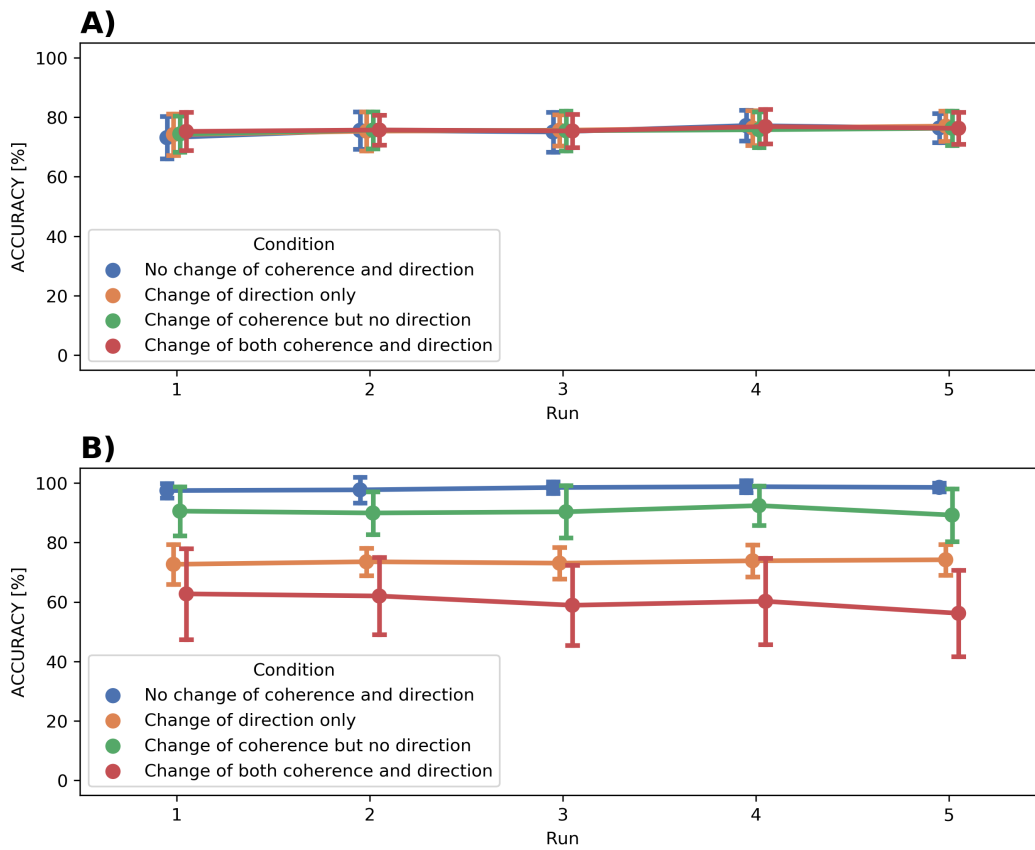 A)
ACCURACY [%]
100
80
60
40
20
0
Condition
No change of coherence and direction
Change of direction only
Change of coherence but no direction
Change of both coherence and direction
1 2 3 4 5
Run
B)
ACCURACY [%]
100
80
60
40
20
0
Condition
No change of coherence and direction
Change of direction only
Change of coherence but no direction
Change of both coherence and direction
1 2 3 4 5
Run